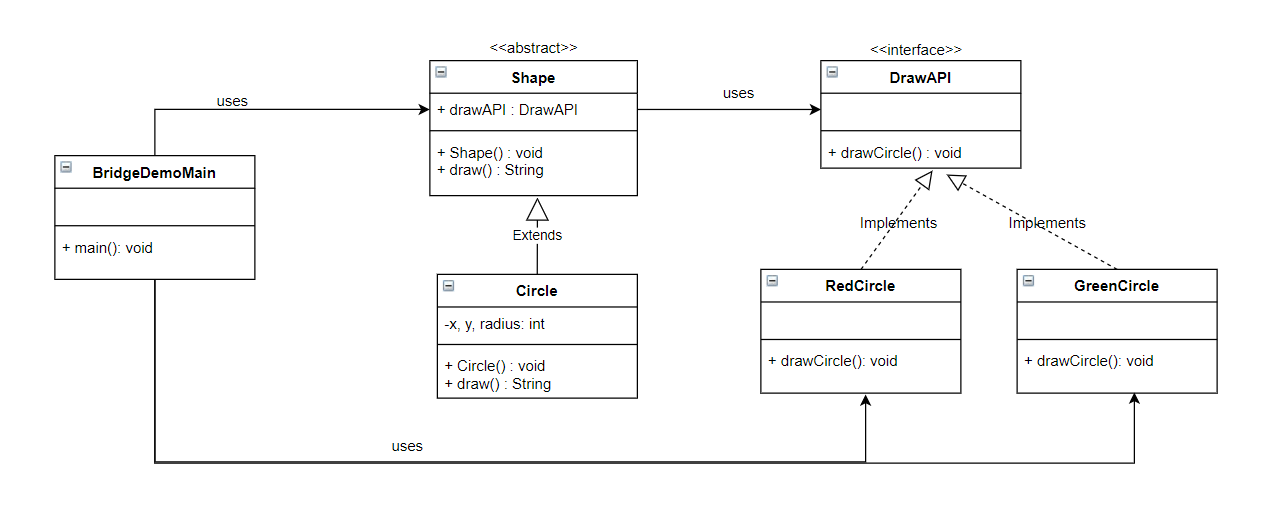 <<abstract>>
Shape
+ drawAPI : DrawAPI
+ Shape() : void
+ draw() : String
uses
<<interface>>
DrawAPI
+ drawCircle() : void
uses
BridgeDemoMain
+ main(): void
Extends
Circle
-x, y, radius: int
+ Circle() : void
+ draw() : String
Implements
Implements
RedCircle
+ drawCircle(): void
GreenCircle
+ drawCircle(): void
uses